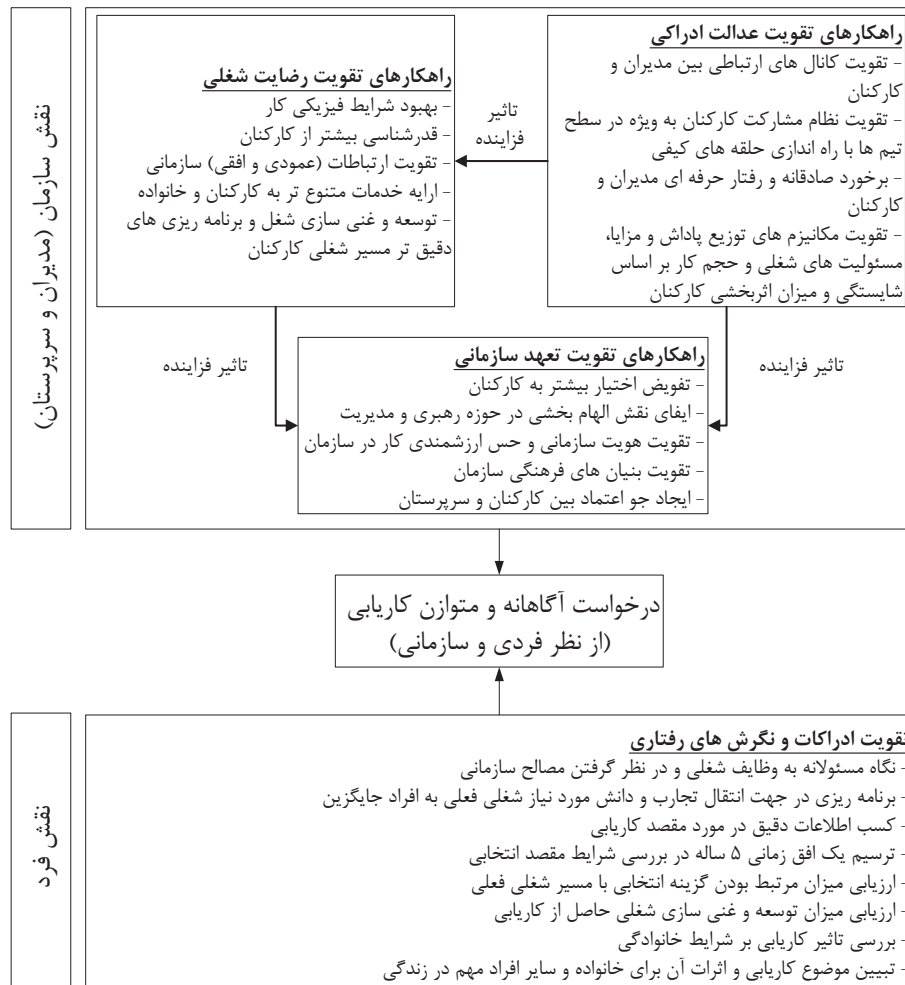 نقش سازمان (مدیران و سرپرستان)
راهکارهای تقویت عدالت ادراکی
- تقویت کانال های ارتباطی بین مدیران و
کارکنان
- تقویت نظام مشارکت کارکنان به ویژه در سطح
تیم ها با راه اندازی حلقه های کیفی
- برخورد صادقانه و رفتار حرفه ای مدیران و
کارکنان
- تقویت مکانیزم های توزیع پاداش و مزایا،
مسئولیت های شغلی و حجم کار بر اساس
شایستگی و میزان اثربخشی کارکنان
تاثیر
فزاینده
راهکارهای تقویت رضایت شغلی
- بهبود شرایط فیزیکی کار
- قدرشناسی بیشتر از کارکنان
- تقویت ارتباطات (عمودی و افقی) سازمانی
- ارایه خدمات متنوع تر به کارکنان و خانواده
- توسعه و غنی سازی شغل و برنامه ریزی های
دقیق تر مسیر شغلی کارکنان
تاثیر فزاینده
تاثیر فزاینده
راهکارهای تقویت تعهد سازمانی
- تفویض اختیار بیشتر به کارکنان
- ایفای نقش الهام بخشی در حوزه رهبری و مدیریت
- تقویت هویت سازمانی و حس ارزشمندی کار در سازمان
- تقویت بنیان های فرهنگی سازمان
- ایجاد جو اعتماد بین کارکنان و سرپرستان
درخواست آگاهانه و متوازن کاریابی
(از نظر فردی و سازمانی)
نقش فرد
تقویت ادراکات و نگرش های رفتاری
- نگاه مسئولانه به وظایف شغلی و در نظر گرفتن مصالح سازمانی
- برنامه ریزی در جهت انتقال تجارب و دانش مورد نیاز شغلی فعلی به افراد جایگزین
- کسب اطلاعات دقیق در مورد مقصد کاریابی
- ترسیم یک افق زمانی ۵ ساله در بررسی شرایط مقصد انتخابی
- ارزیابی میزان مرتبط بودن گزینه انتخابی با مسیر شغلی فعلی
- ارزیابی میزان توسعه و غنی سازی شغلی حاصل از کاریابی
- بررسی تاثیر کاریابی بر شرایط خانوادگی
- تبیین موضوع کاریابی و اثرات آن برای خانواده و سایر افراد مهم در زندگی